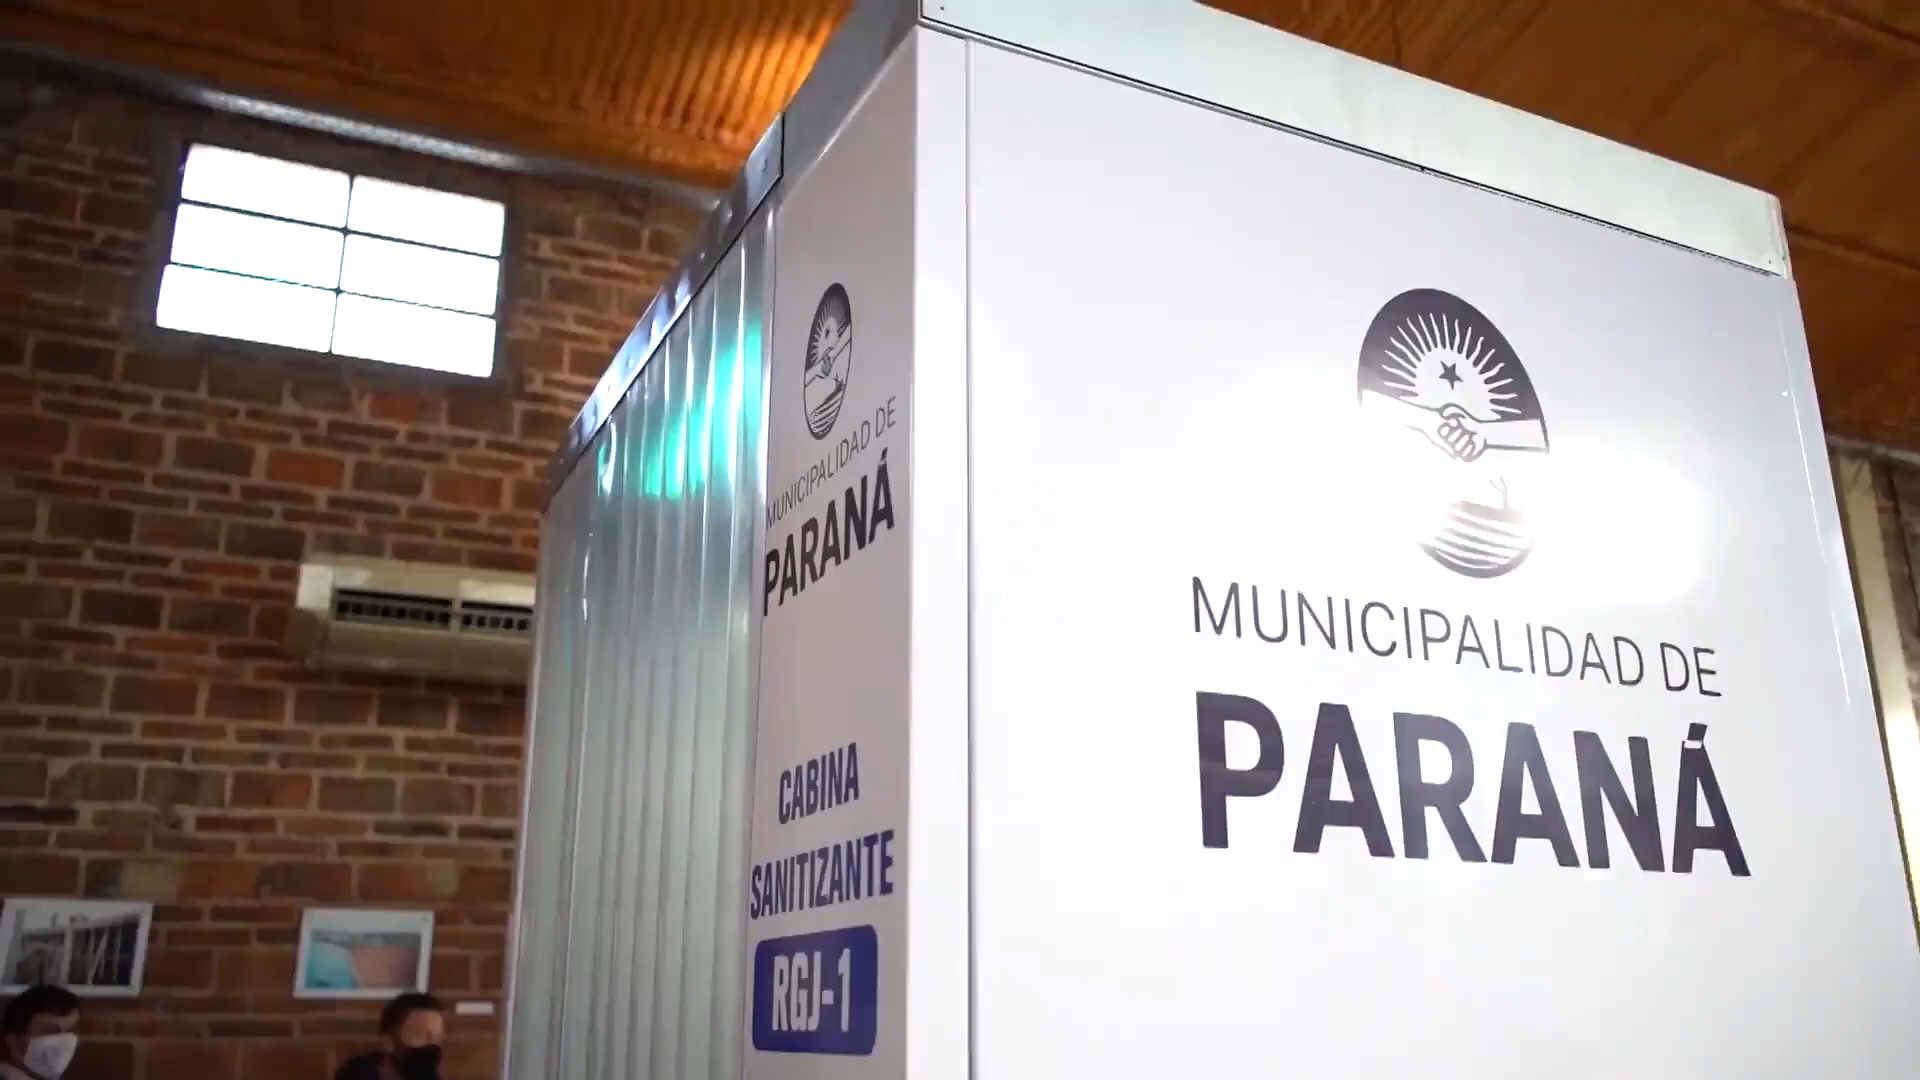 MUNICIPALIDAD DE
PARANÁ
CABINA
SANITIZANTE
RGJ-1
MUNICIPALIDAD DE
PARANÁ